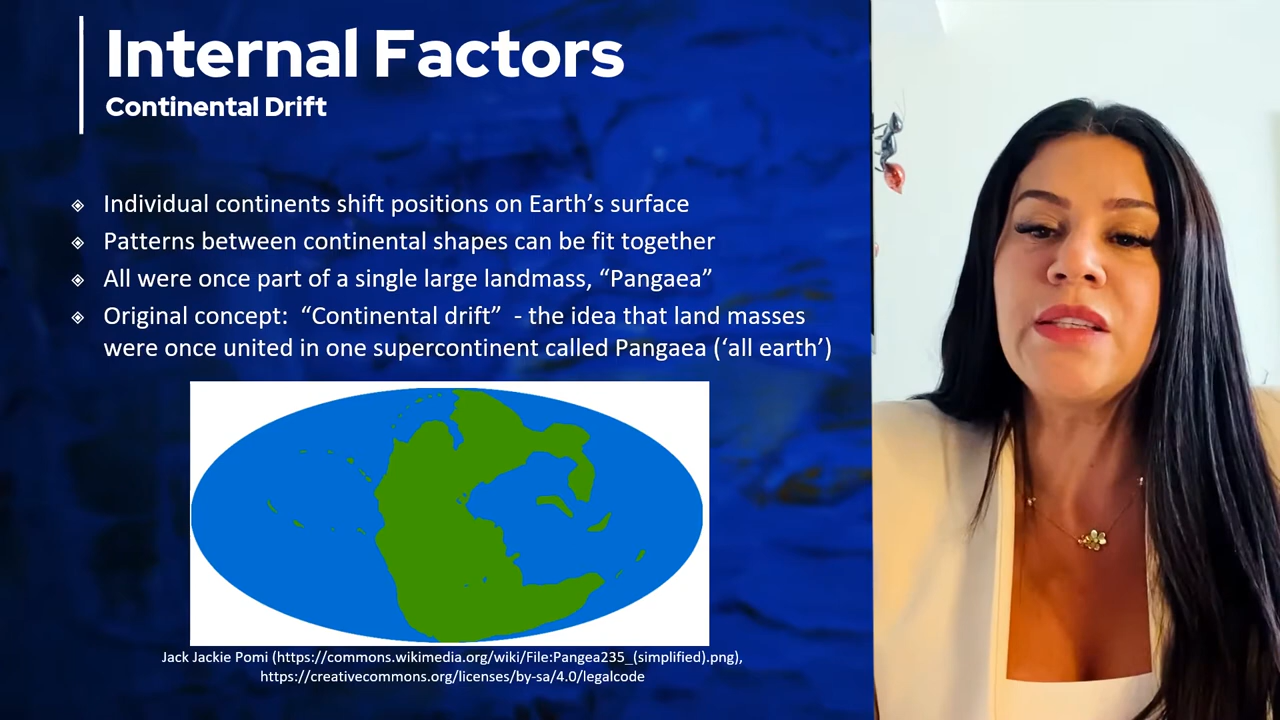 Internal Factors
Continental Drift
Individual continents shift positions on Earth’s surface
Patterns between continental shapes can be fit together
All were once part of a single large landmass, “Pangaea”
Original concept:  “Continental drift”  - the idea that land masses
were once united in one supercontinent called Pangaea (‘all earth’)
Jack Jackie Pomi (https://commons.wikimedia.org/wiki/File:Pangea235_(simplified).png),
https://creativecommons.org/licenses/by-sa/4.0/legalcode